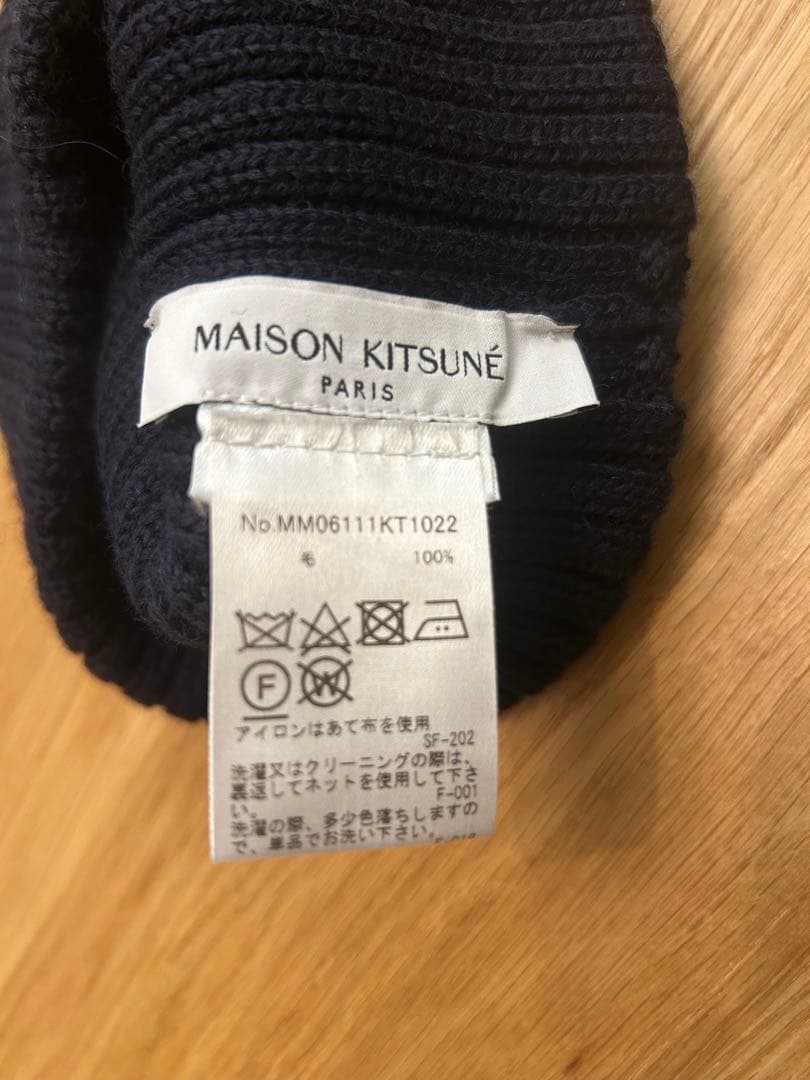 MAISON KITSUNÉ
PARIS
No.MM06111KT1022
毛 100%
F
W
アイロンはあて布を使用
SF-202
洗濯又はクリーニングの際は、
裏返してネットを使用して下さ
い。
F-001
洗濯の際、多少色落ちしますの
で、単品でお洗い下さい。